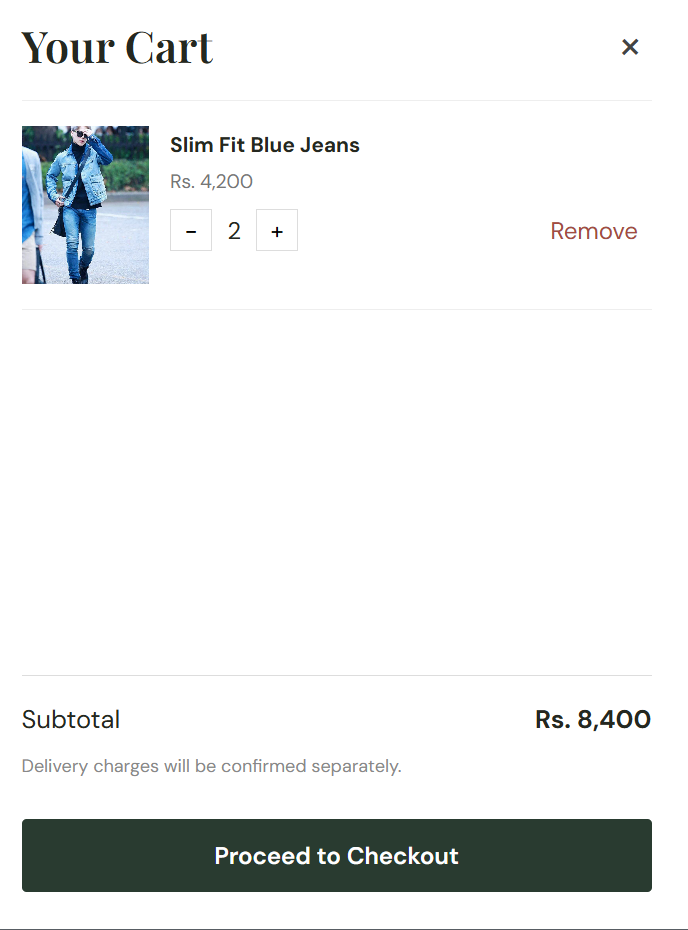 Your Cart ×
Slim Fit Blue Jeans
Rs. 4,200
- 2 + Remove
Subtotal Rs. 8,400
Delivery charges will be confirmed separately.
Proceed to Checkout